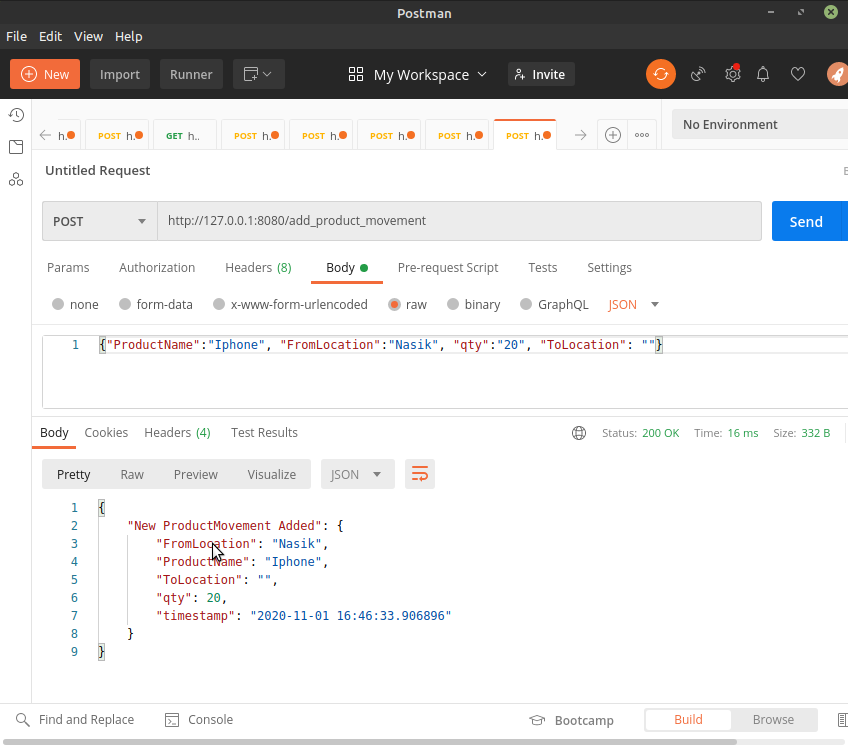 Postman
File Edit View Help
New Import Runner My Workspace Invite
h. POST h. GET h.. POST h. POST h. POST h. POST h. POST h. No Environment
Untitled Request
POST http://127.0.0.1:8080/add_product_movement Send
Params Authorization Headers (8) Body Pre-request Script Tests Settings
none form-data x-www-form-urlencoded raw binary GraphQL JSON
1 {"ProductName":"Iphone", "FromLocation":"Nasik", "qty":"20", "ToLocation": ""}
Body Cookies Headers (4) Test Results Status: 200 OK Time: 16 ms Size: 332 B
Pretty Raw Preview Visualize JSON
1 {
2 "New ProductMovement Added": {
3 "FromLocation": "Nasik",
4 "ProductName": "Iphone",
5 "ToLocation": "",
6 "qty": 20,
7 "timestamp": "2020-11-01 16:46:33.906896"
8 }
9 }
Find and Replace Console Bootcamp Build Browse